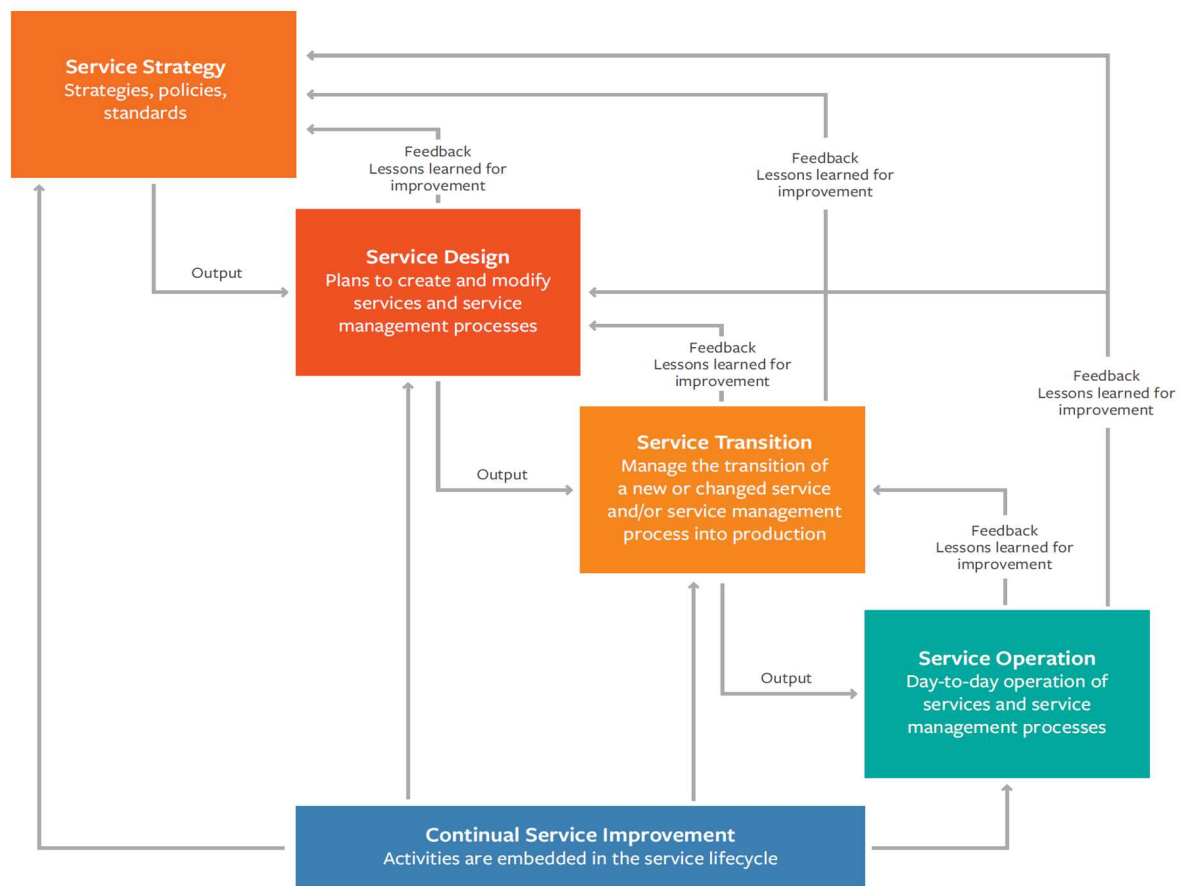 Service Strategy
Strategies, policies,
standards
Feedback
Lessons learned for
improvement
Feedback
Lessons learned for
improvement
Output
Service Design
Plans to create and modify
services and service
management processes
Feedback
Lessons learned for
improvement
Feedback
Lessons learned for
improvement
Output
Service Transition
Manage the transition of
a new or changed service
and/or service management
process into production
Feedback
Lessons learned for
improvement
Output
Service Operation
Day-to-day operation of
services and service
management processes
Continual Service Improvement
Activities are embedded in the service lifecycle